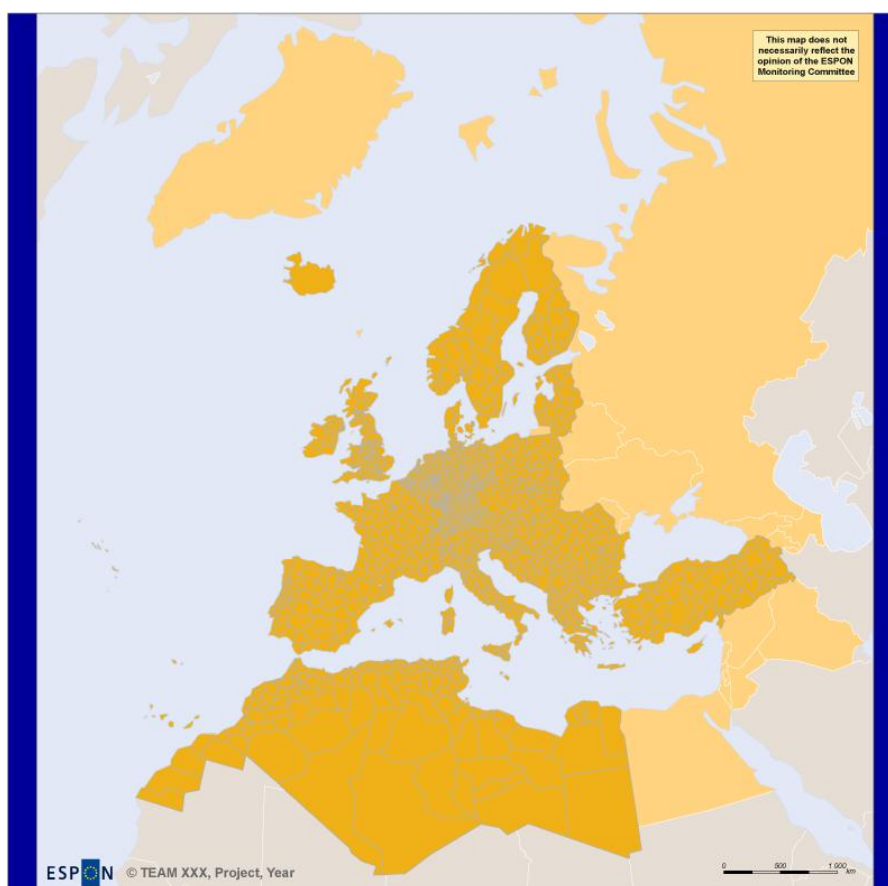 This map does not
necessarily reflect the
opinion of the ESPON
Monitoring Committee
ESPON © TEAM XXX, Project, Year
0 500 1 000
km